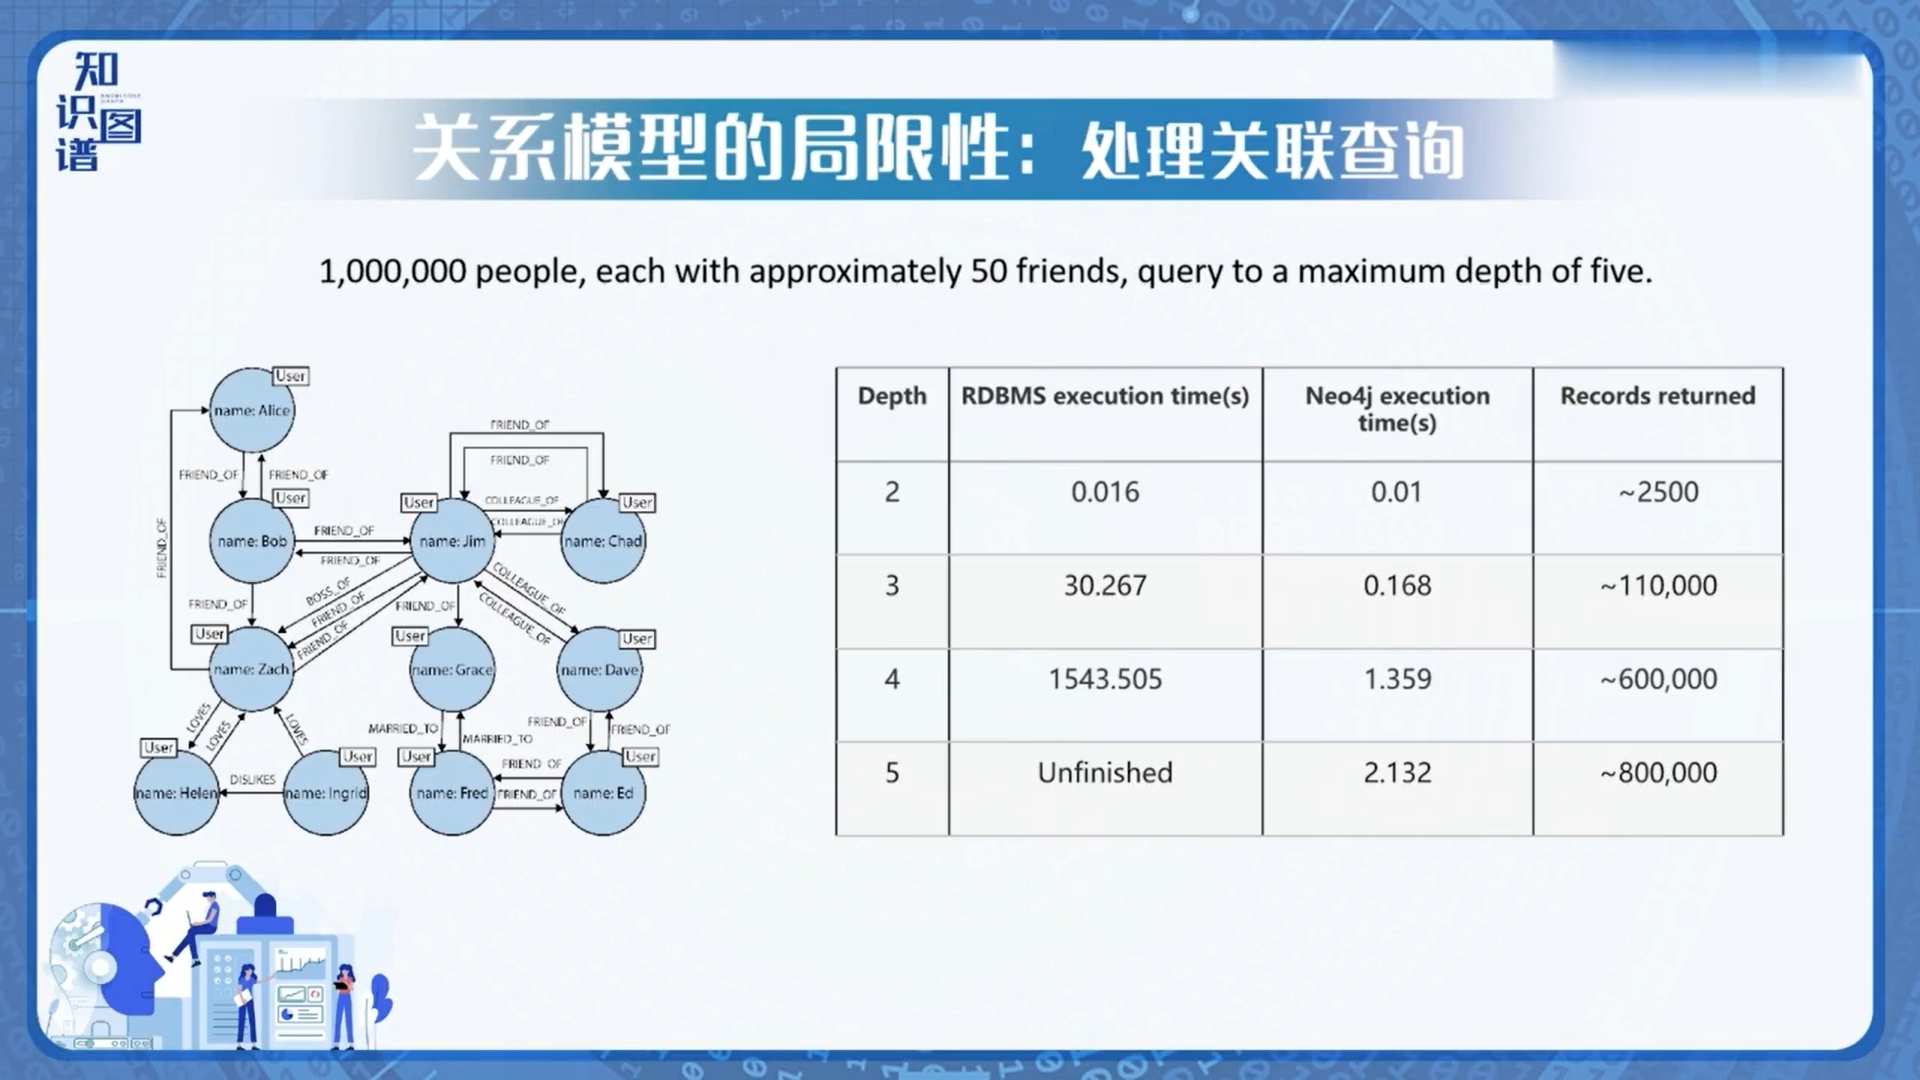 知识图谱
KNOWLEDGE GRAPH
关系模型的局限性：处理关联查询
1,000,000 people, each with approximately 50 friends, query to a maximum depth of five.
User
name: Alice
FRIEND_OF
FRIEND_OF
FRIEND_OF
User
name: Bob
FRIEND_OF
FRIEND_OF
FRIEND_OF
FRIEND_OF
FRIEND_OF
COLLEAGUE_OF
COLLEAGUE_OF
User
name: Jim
User
name: Chad
BOSS_OF
FRIEND_OF
FRIEND_OF
FRIEND_OF
COLLEAGUE_OF
COLLEAGUE_OF
User
name: Zach
User
name: Grace
User
name: Dave
LOVES
LOVES
LOVES
MARRIED_TO
MARRIED_TO
FRIEND_OF
FRIEND_OF
User
name: Helen
DISLIKES
User
name: Ingrid
User
name: Fred
FRIEND OF
FRIEND_OF
User
name: Ed
Depth RDBMS execution time(s) Neo4j execution time(s) Records returned
2 0.016 0.01 ~2500
3 30.267 0.168 ~110,000
4 1543.505 1.359 ~600,000
5 Unfinished 2.132 ~800,000